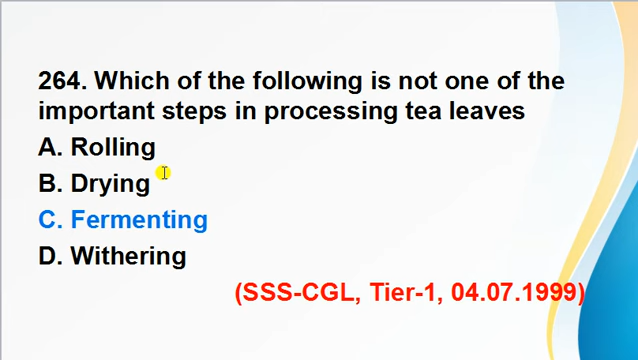 264. Which of the following is not one of the
important steps in processing tea leaves
A. Rolling
B. Drying
C. Fermenting
D. Withering
(SSS-CGL, Tier-1, 04.07.1999)